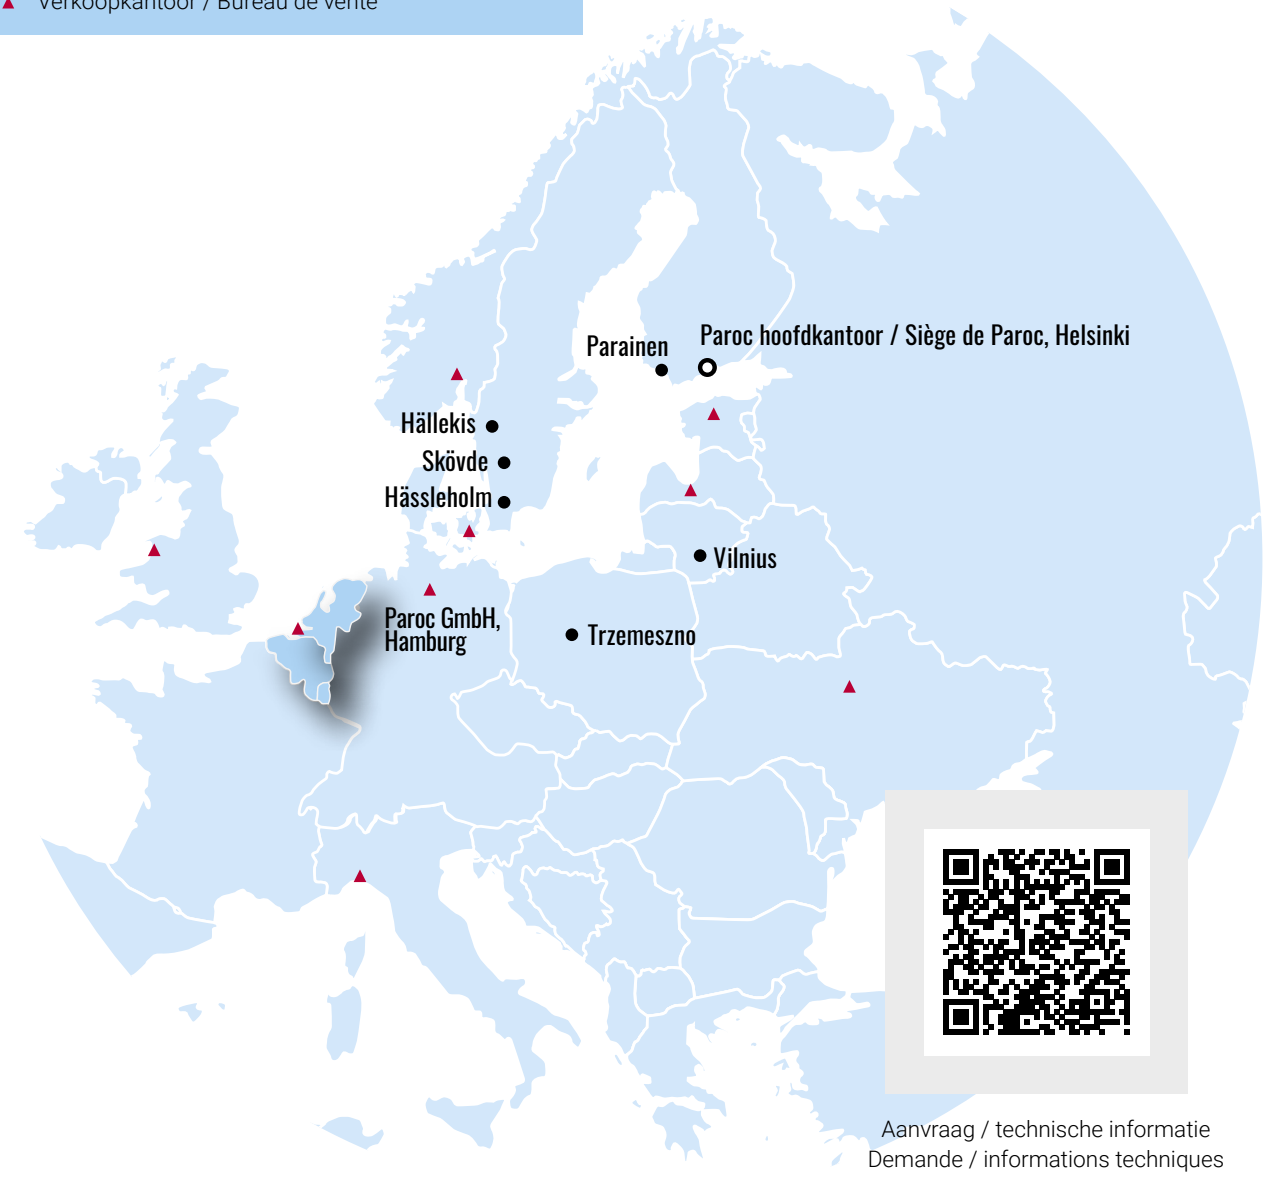 Verkoopkantoor / Bureau de vente
Paroc hoofdkantoor / Siège de Paroc, Helsinki
Parainen
Hällekis
Skövde
Hässleholm
Vilnius
Paroc GmbH,
Hamburg
Trzemeszno
Aanvraag / technische informatie
Demande / informations techniques